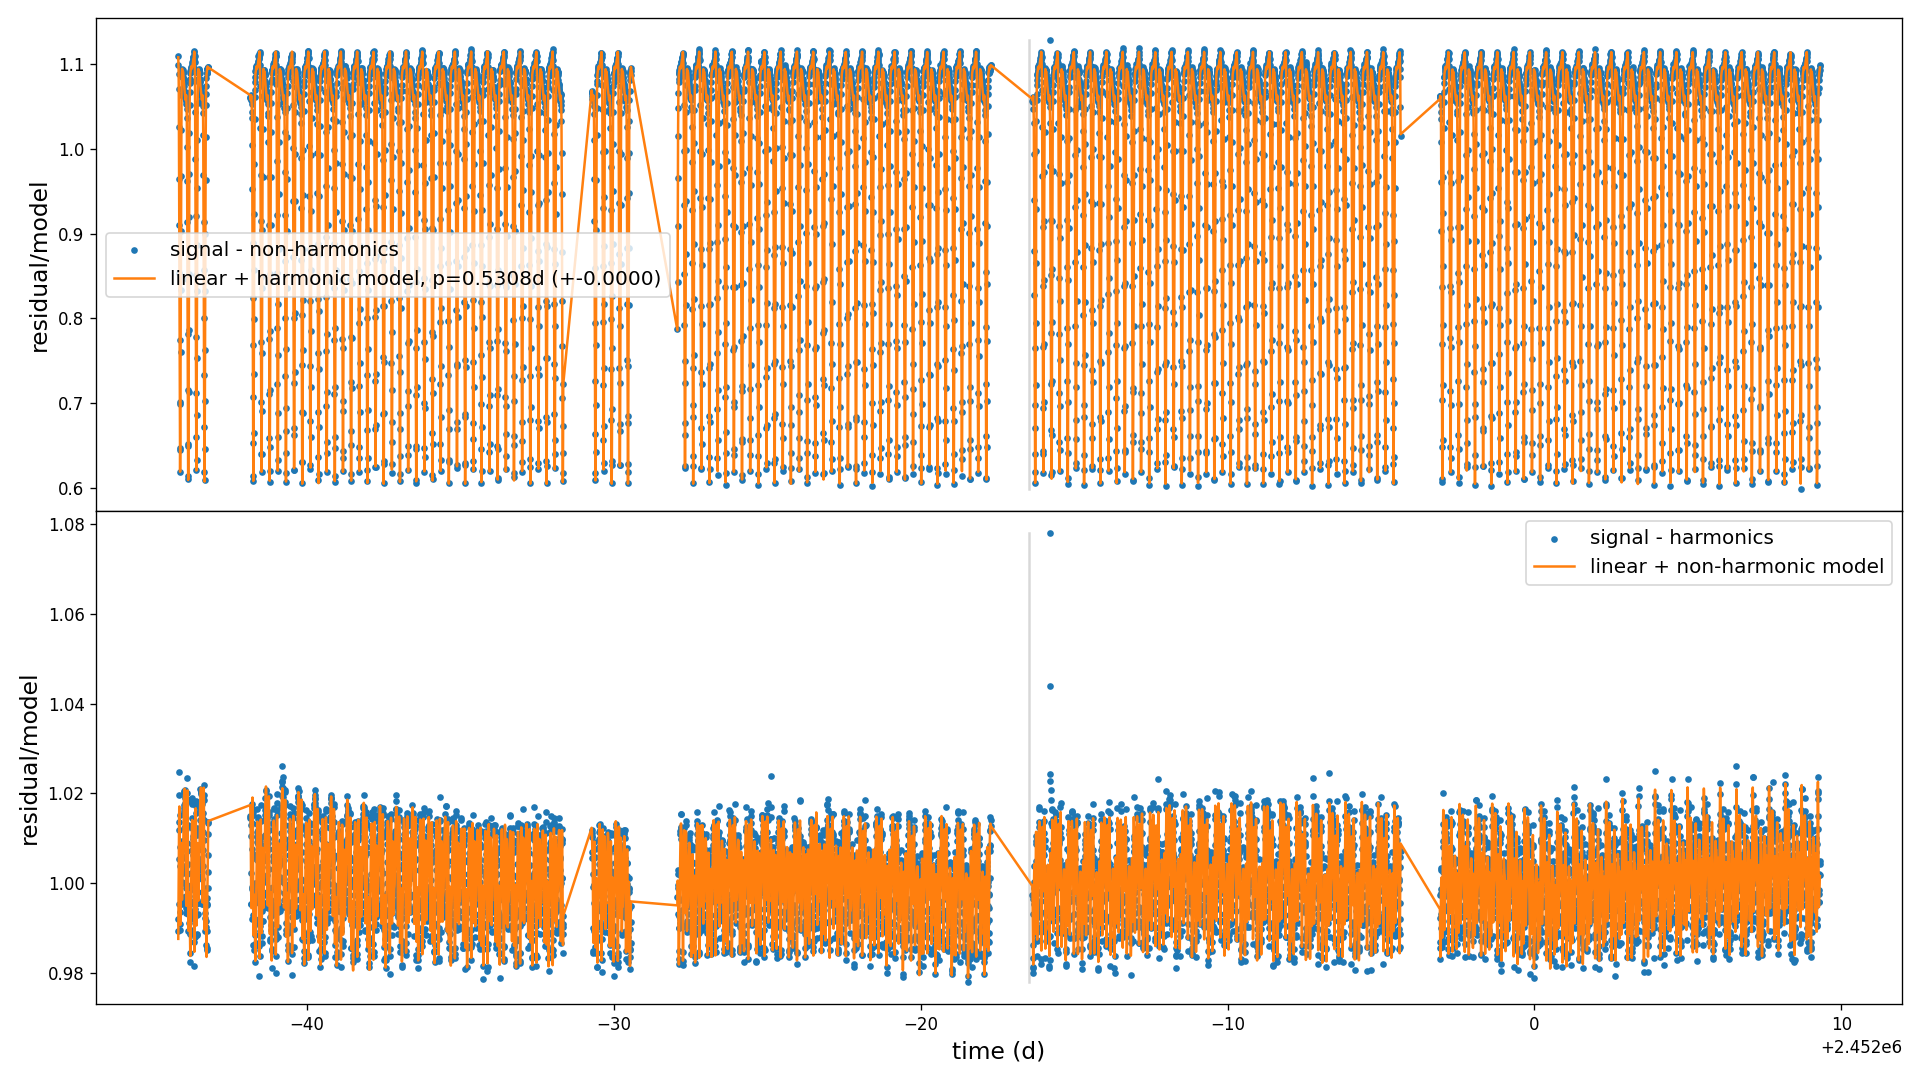 1.1
1.0
0.9
0.8
0.7
0.6
residual/model
signal - non-harmonics
linear + harmonic model, p=0.5308d (+-0.0000)
1.08
1.06
1.04
1.02
1.00
0.98
residual/model
signal - harmonics
linear + non-harmonic model
−40
−30
−20
−10
0
10
time (d)
+2.452e6